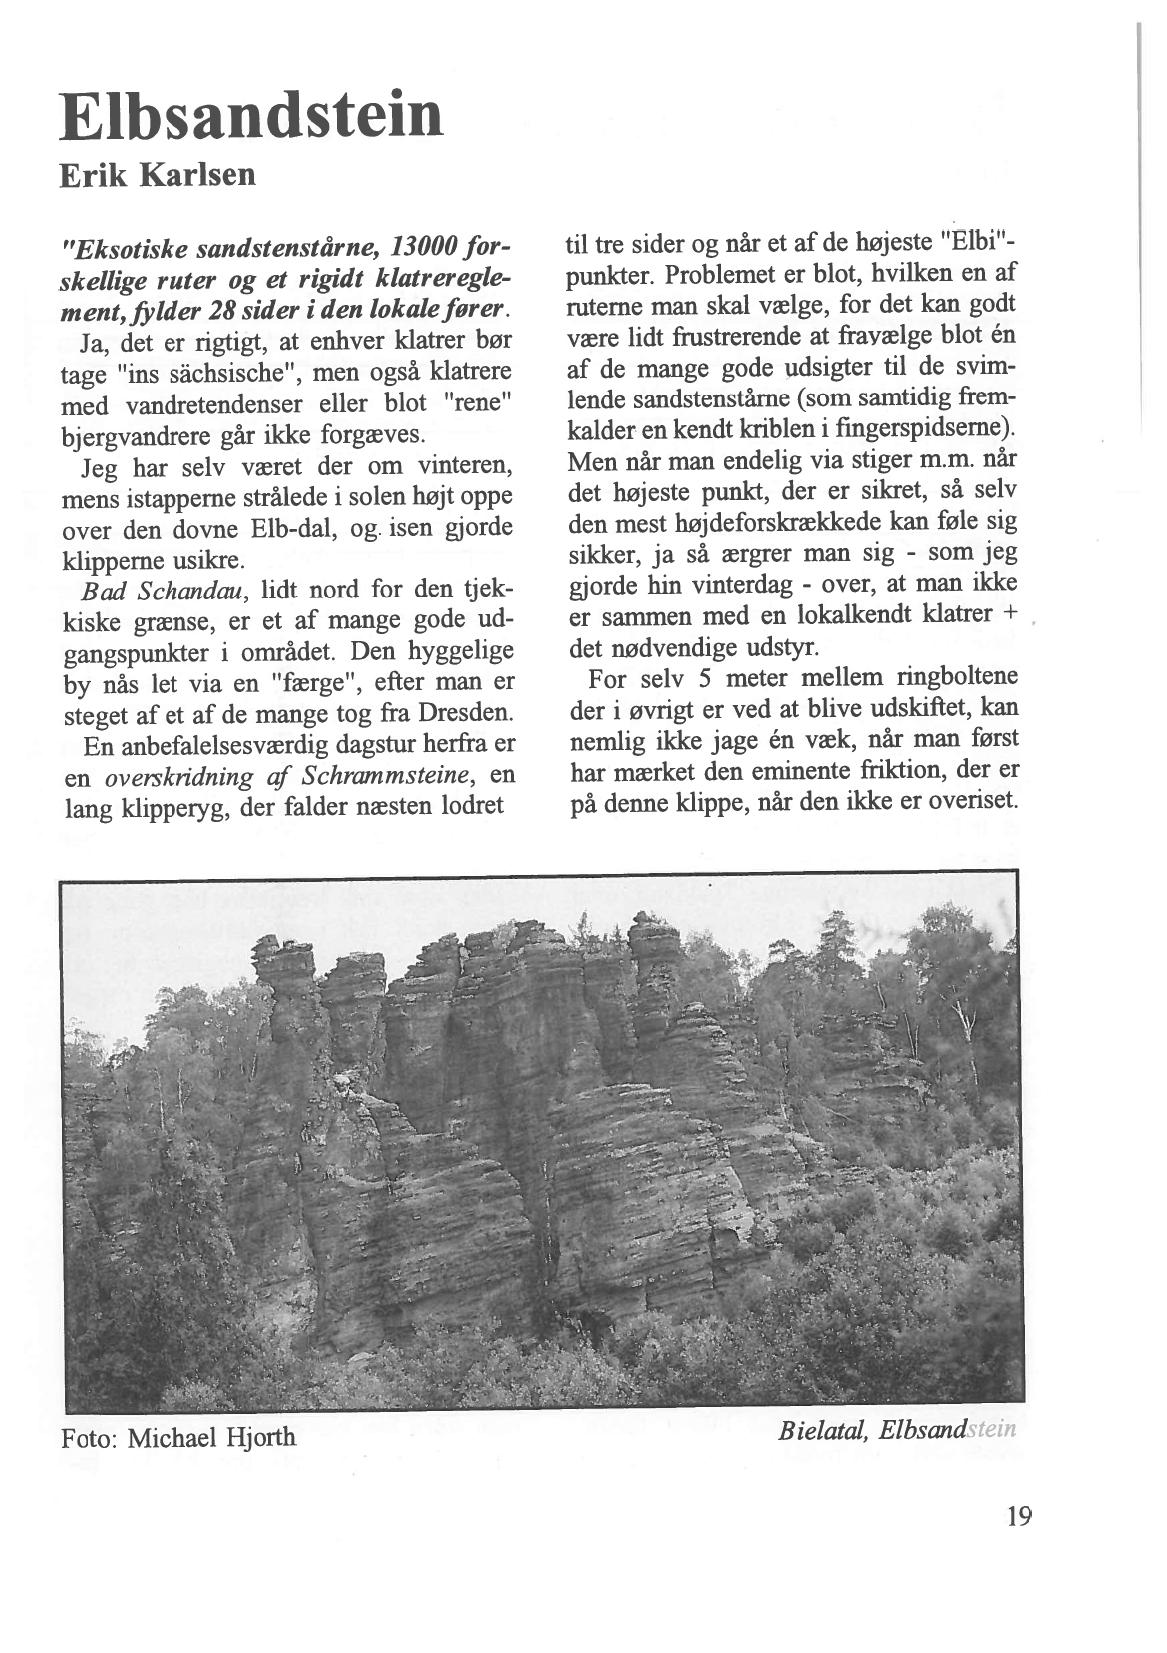 Elbsandstein
Erik Karlsen
"Eksotiske sandstenstårne, 13000 for-
skellige ruter og et rigidt klatreregle-
ment, fylder 28 sider i den lokale fører.
Ja, det er rigtigt, at enhver klatrer bør
tage "ins sächsische", men også klatrere
med vandretendenser eller blot "rene"
bjergvandrere går ikke forgæves.
Jeg har selv været der om vinteren,
mens istapperne strålede i solen højt oppe
over den dovne Elb-dal, og. isen gjorde
klipperne usikre.
Bad Schandau, lidt nord for den tjek-
kiske grænse, er et af mange gode ud-
gangspunkter i området. Den hyggelige
by nås let via en "færge", efter man er
steget af et af de mange tog fra Dresden.
En anbefalelsesværdig dagstur herfra er
en overskridning af Schrammsteine, en
lang klipperyg, der falder næsten lodret
til tre sider og når et af de højeste "Elbi"-
punkter. Problemet er blot, hvilken en af
ruterne man skal vælge, for det kan godt
være lidt frustrerende at fravælge blot én
af de mange gode udsigter til de svim-
lende sandstenstårne (som samtidig frem-
kalder en kendt kriblen i fingerspidserne).
Men når man endelig via stiger m.m. når
det højeste punkt, der er sikret, så selv
den mest højdeforskrækkede kan føle sig
sikker, ja så ærgrer man sig - som jeg
gjorde hin vinterdag - over, at man ikke
er sammen med en lokalkendt klatrer +
det nødvendige udstyr.
For selv 5 meter mellem ringboltene
der i øvrigt er ved at blive udskiftet, kan
nemlig ikke jage én væk, når man først
har mærket den eminente friktion, der er
på denne klippe, når den ikke er overiset.
Foto: Michael Hjorth
Bielatal, Elbsandstein
19